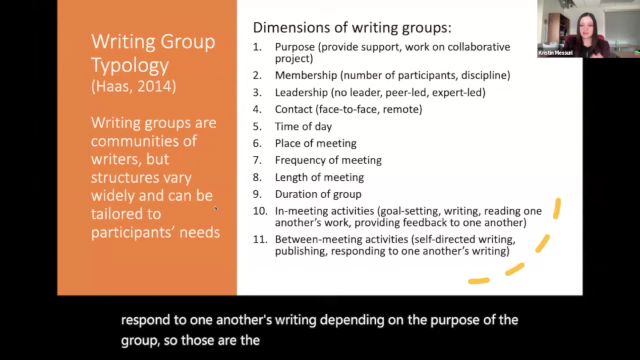 Writing Group
Typology
(Haas, 2014)
Writing groups are
communities of
writers, but
structures vary
widely and can be
tailored to
participants' needs
Dimensions of writing groups:
1. Purpose (provide support, work on collaborative
project)
2. Membership (number of participants, discipline)
3. Leadership (no leader, peer-led, expert-led)
4. Contact (face-to-face, remote)
5. Time of day
6. Place of meeting
7. Frequency of meeting
8. Length of meeting
9. Duration of group
10. In-meeting activities (goal-setting, writing, reading one
another's work, providing feedback to one another)
11. Between-meeting activities (self-directed writing,
publishing, responding to one another's writing)
Kristin Messuri
respond to one another's writing depending on the purpose of the
group, so those are the